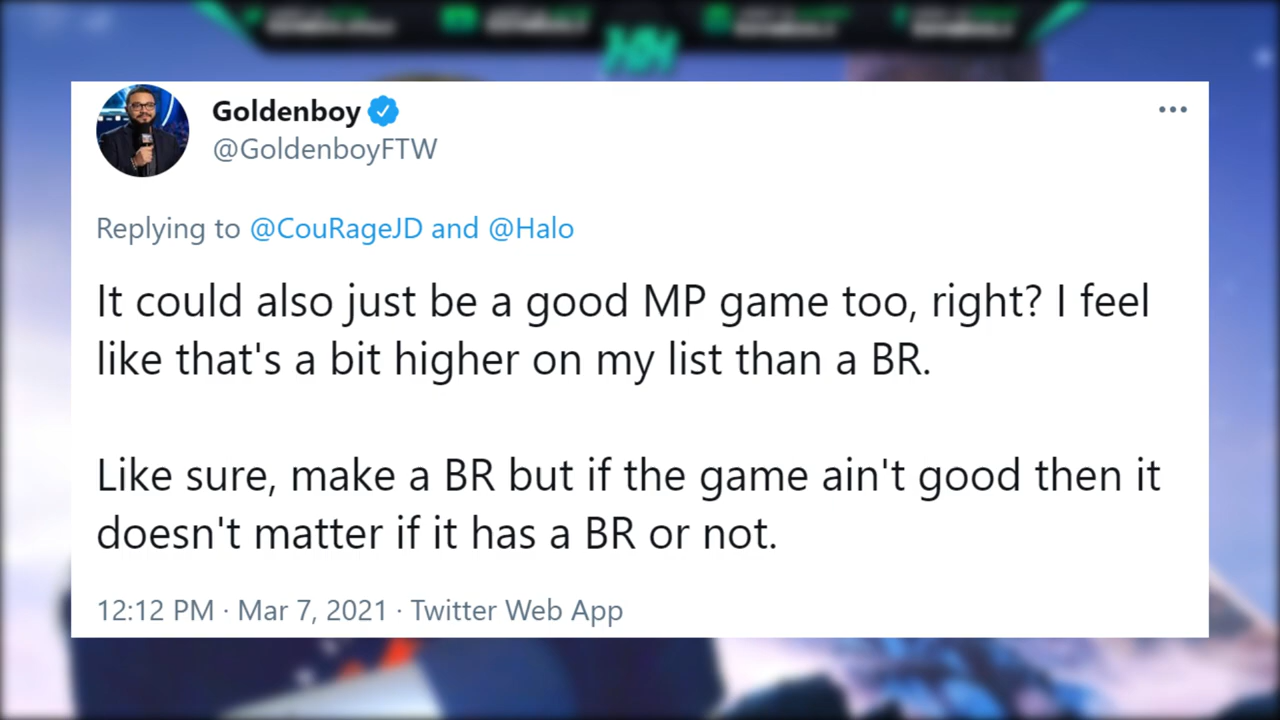 HH
Goldenboy
@GoldenboyFTW
Replying to @CouRageJD and @Halo
It could also just be a good MP game too, right? I feel
like that's a bit higher on my list than a BR.
Like sure, make a BR but if the game ain't good then it
doesn't matter if it has a BR or not.
12:12 PM · Mar 7, 2021 · Twitter Web App